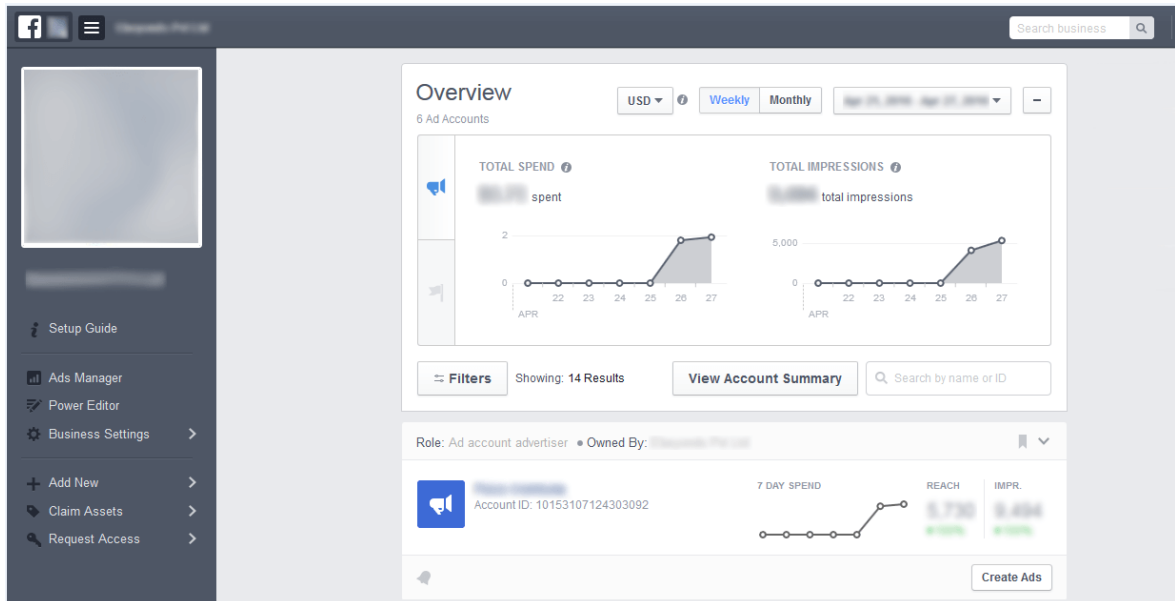 f
Search business
Overview
6 Ad Accounts
USD
Weekly
Monthly
TOTAL SPEND
spent
2
0
22 23 24 25 26 27
APR
TOTAL IMPRESSIONS
total impressions
5,000
0
22 23 24 25 26 27
APR
Filters
Showing: 14 Results
View Account Summary
Search by name or ID
Setup Guide
Ads Manager
Power Editor
Business Settings
Add New
Claim Assets
Request Access
Role: Ad account advertiser • Owned By:
Account ID: 10153107124303092
7 DAY SPEND
REACH
IMPR.
Create Ads